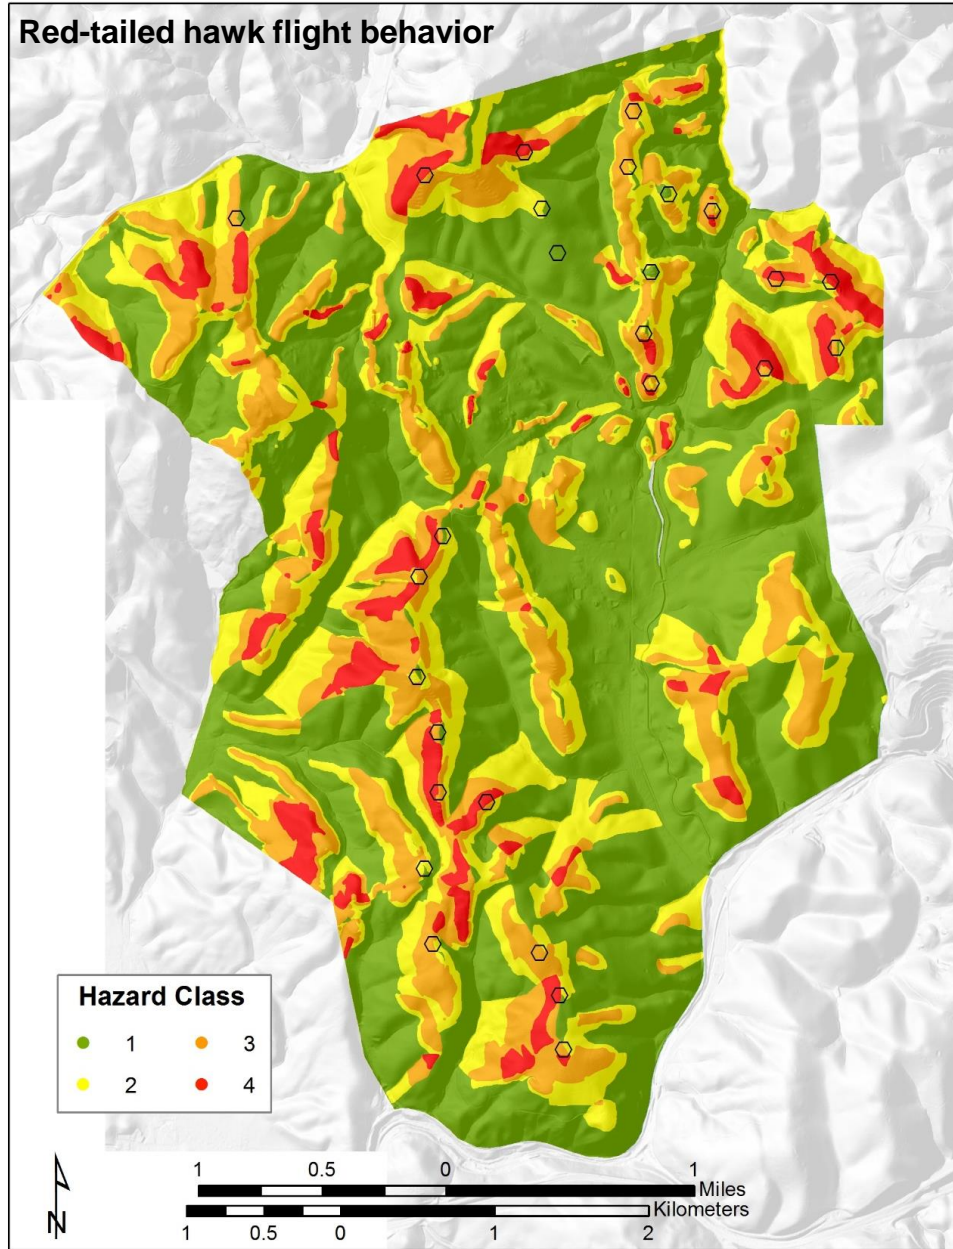 Red-tailed hawk flight behavior
Hazard Class
1 3
2 4
1 0.5 0 1
Miles
Kilometers
1 0.5 0 1 2
N